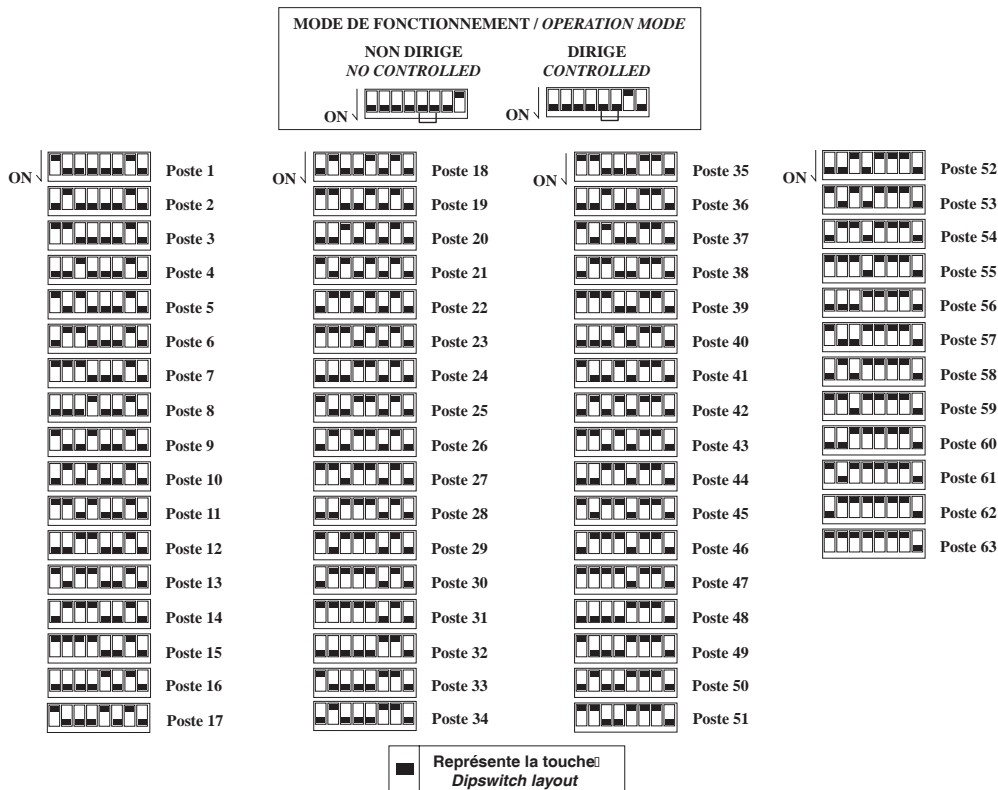 MODE DE FONCTIONNEMENT / OPERATION MODE
NON DIRIGE
NO CONTROLLED
DIRIGE
CONTROLLED
ON
ON
ON
Poste 1
Poste 2
Poste 3
Poste 4
Poste 5
Poste 6
Poste 7
Poste 8
Poste 9
Poste 10
Poste 11
Poste 12
Poste 13
Poste 14
Poste 15
Poste 16
Poste 17
ON
Poste 18
Poste 19
Poste 20
Poste 21
Poste 22
Poste 23
Poste 24
Poste 25
Poste 26
Poste 27
Poste 28
Poste 29
Poste 30
Poste 31
Poste 32
Poste 33
Poste 34
ON
Poste 35
Poste 36
Poste 37
Poste 38
Poste 39
Poste 40
Poste 41
Poste 42
Poste 43
Poste 44
Poste 45
Poste 46
Poste 47
Poste 48
Poste 49
Poste 50
Poste 51
ON
Poste 52
Poste 53
Poste 54
Poste 55
Poste 56
Poste 57
Poste 58
Poste 59
Poste 60
Poste 61
Poste 62
Poste 63
Représente la touche
Dipswitch layout